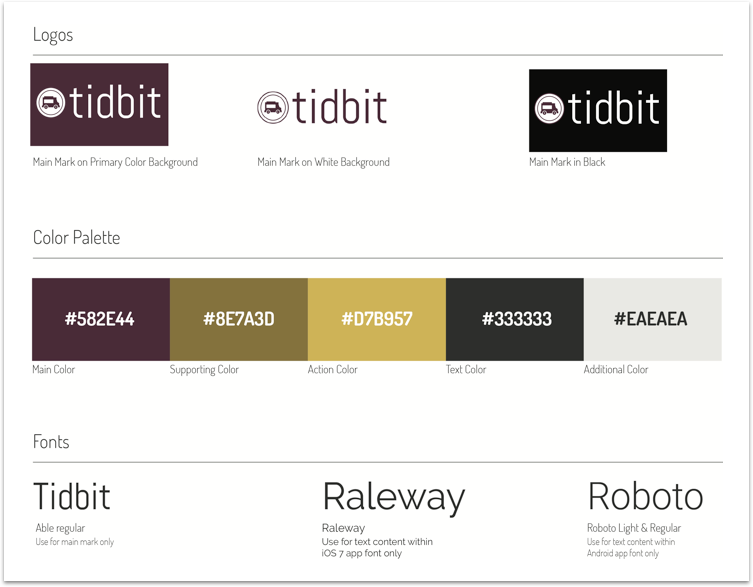 Logos
tidbit
tidbit
tidbit
Main Mark on Primary Color Background
Main Mark on White Background
Main Mark in Black
Color Palette
#582E44
#8E7A3D
#D7B957
#333333
#EAEAEA
Main Color
Supporting Color
Action Color
Text Color
Additional Color
Fonts
Tidbit
Able regular
Use for main mark only
Raleway
Raleway
Use for text content within
iOS 7 app font only
Roboto
Roboto Light & Regular
Use for text content within
Android app font only